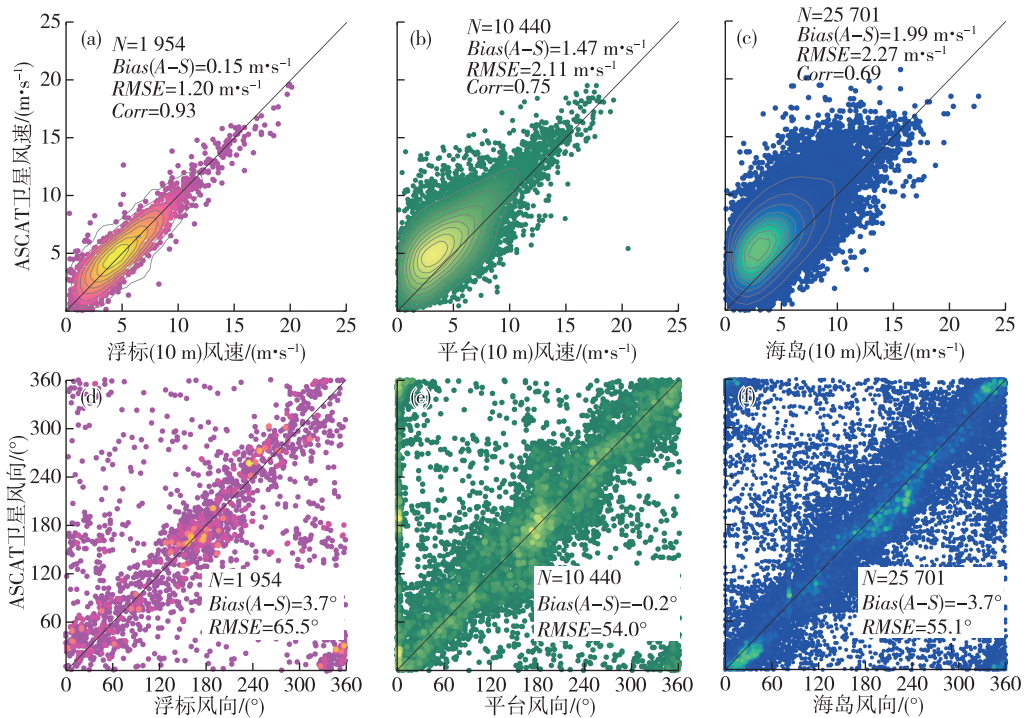 (a)
N=1 954
Bias(A−S)=0.15 m•s⁻¹
RMSE=1.20 m•s⁻¹
Corr=0.93
ASCAT卫星风速/(m•s⁻¹)
25
20
15
10
5
0 5 10 15 20 25
浮标(10 m)风速/(m•s⁻¹)
(b)
N=10 440
Bias(A−S)=1.47 m•s⁻¹
RMSE=2.11 m•s⁻¹
Corr=0.75
0 5 10 15 20 25
平台(10 m)风速/(m•s⁻¹)
(c)
N=25 701
Bias(A−S)=1.99 m•s⁻¹
RMSE=2.27 m•s⁻¹
Corr=0.69
0 5 10 15 20 25
海岛(10 m)风速/(m•s⁻¹)
(d)
ASCAT卫星风向/(°)
360
300
240
180
120
60
N=1 954
Bias(A−S)=3.7°
RMSE=65.5°
0 60 120 180 240 300 360
浮标风向/(°)
(e)
N=10 440
Bias(A−S)=−0.2°
RMSE=54.0°
0 60 120 180 240 300 360
平台风向/(°)
(f)
N=25 701
Bias(A−S)=−3.7°
RMSE=55.1°
0 60 120 180 240 300 360
海岛风向/(°)